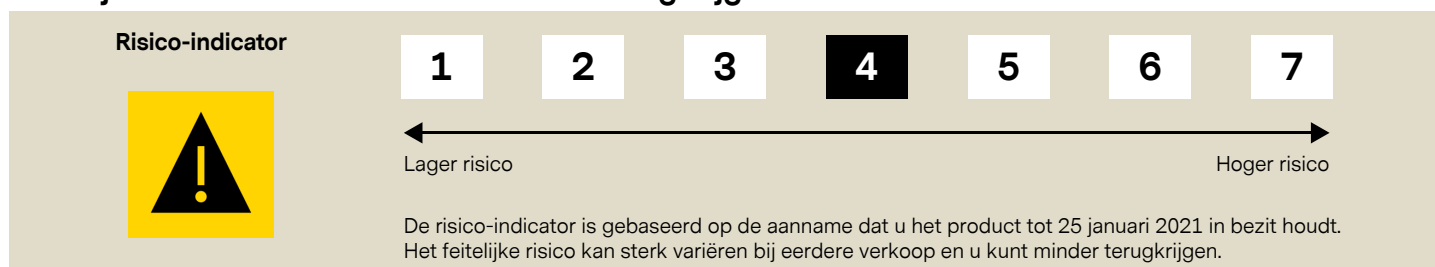 Risico-indicator
1 2 3 4 5 6 7
Lager risico Hoger risico
De risico-indicator is gebaseerd op de aanname dat u het product tot 25 januari 2021 in bezit houdt.
Het feitelijke risico kan sterk variëren bij eerdere verkoop en u kunt minder terugkrijgen.